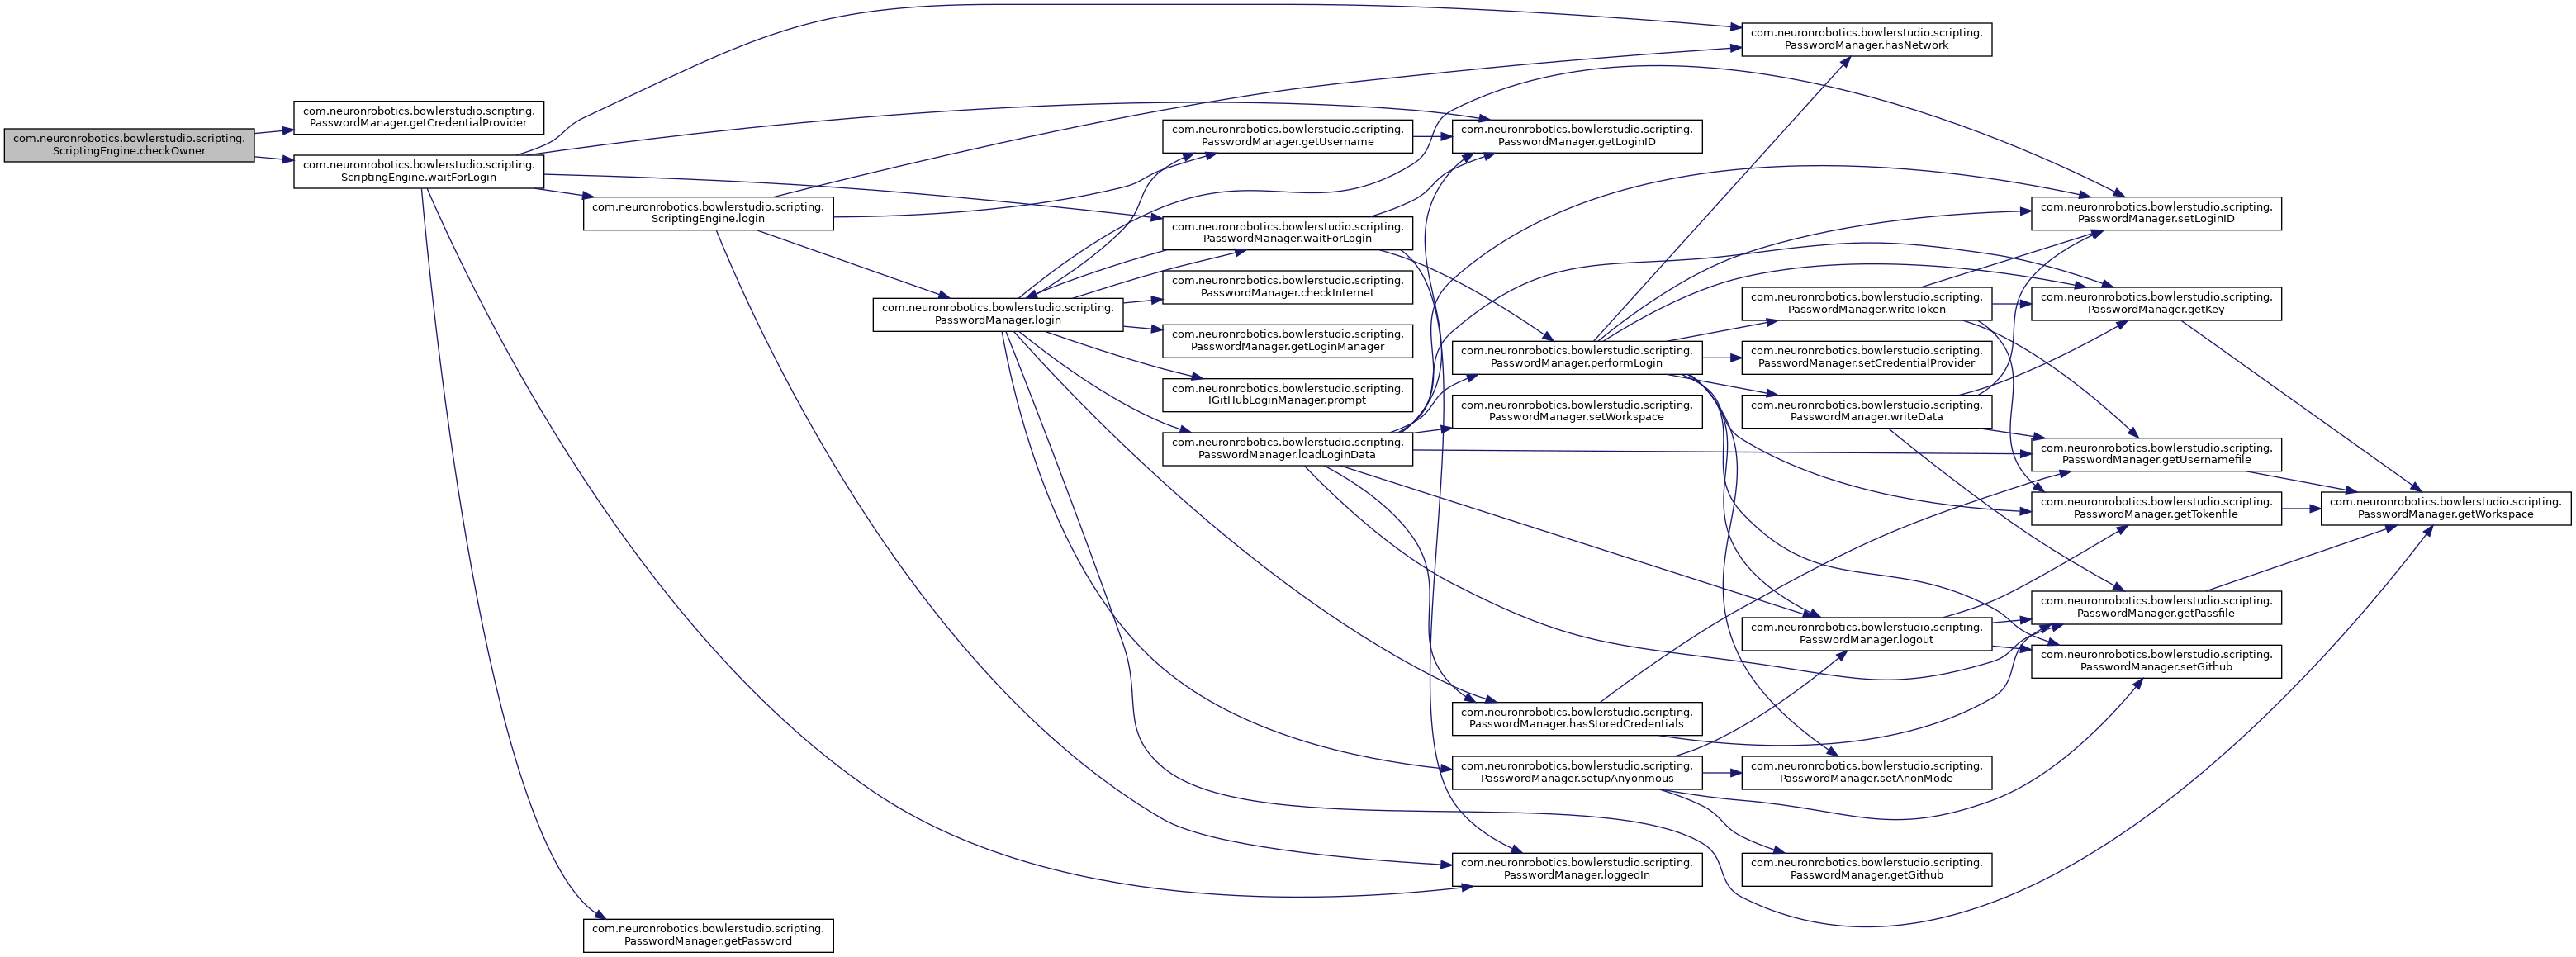 com.neuronrobotics.bowlerstudio.scripting.
ScriptingEngine.checkOwner
com.neuronrobotics.bowlerstudio.scripting.
PasswordManager.getCredentialProvider
com.neuronrobotics.bowlerstudio.scripting.
ScriptingEngine.waitForLogin
com.neuronrobotics.bowlerstudio.scripting.
ScriptingEngine.login
com.neuronrobotics.bowlerstudio.scripting.
PasswordManager.getPassword
com.neuronrobotics.bowlerstudio.scripting.
PasswordManager.login
com.neuronrobotics.bowlerstudio.scripting.
PasswordManager.getUsername
com.neuronrobotics.bowlerstudio.scripting.
PasswordManager.waitForLogin
com.neuronrobotics.bowlerstudio.scripting.
PasswordManager.checkInternet
com.neuronrobotics.bowlerstudio.scripting.
PasswordManager.getLoginManager
com.neuronrobotics.bowlerstudio.scripting.
IGitHubLoginManager.prompt
com.neuronrobotics.bowlerstudio.scripting.
PasswordManager.loadLoginData
com.neuronrobotics.bowlerstudio.scripting.
PasswordManager.getLoginID
com.neuronrobotics.bowlerstudio.scripting.
PasswordManager.performLogin
com.neuronrobotics.bowlerstudio.scripting.
PasswordManager.setWorkspace
com.neuronrobotics.bowlerstudio.scripting.
PasswordManager.hasStoredCredentials
com.neuronrobotics.bowlerstudio.scripting.
PasswordManager.setupAnyonmous
com.neuronrobotics.bowlerstudio.scripting.
PasswordManager.loggedIn
com.neuronrobotics.bowlerstudio.scripting.
PasswordManager.hasNetwork
com.neuronrobotics.bowlerstudio.scripting.
PasswordManager.writeToken
com.neuronrobotics.bowlerstudio.scripting.
PasswordManager.setCredentialProvider
com.neuronrobotics.bowlerstudio.scripting.
PasswordManager.writeData
com.neuronrobotics.bowlerstudio.scripting.
PasswordManager.logout
com.neuronrobotics.bowlerstudio.scripting.
PasswordManager.setAnonMode
com.neuronrobotics.bowlerstudio.scripting.
PasswordManager.getGithub
com.neuronrobotics.bowlerstudio.scripting.
PasswordManager.setLoginID
com.neuronrobotics.bowlerstudio.scripting.
PasswordManager.getKey
com.neuronrobotics.bowlerstudio.scripting.
PasswordManager.getUsernamefile
com.neuronrobotics.bowlerstudio.scripting.
PasswordManager.getTokenfile
com.neuronrobotics.bowlerstudio.scripting.
PasswordManager.getPassfile
com.neuronrobotics.bowlerstudio.scripting.
PasswordManager.setGithub
com.neuronrobotics.bowlerstudio.scripting.
PasswordManager.getWorkspace